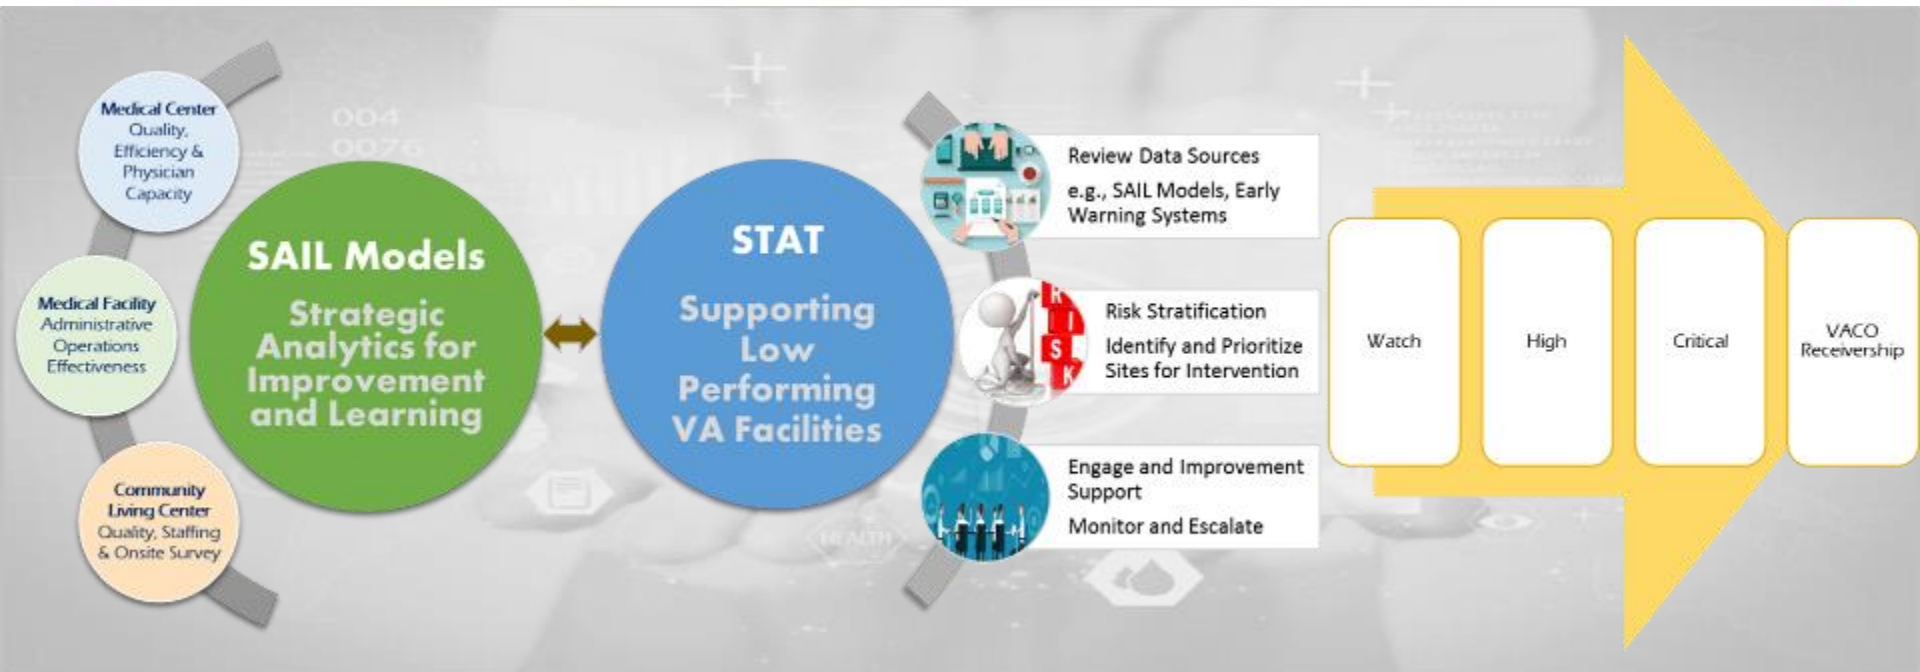 Medical Center
Quality,
Efficiency &
Physician
Capacity
Medical Facility
Administrative
Operations
Effectiveness
Community
Living Center
Quality, Staffing
& Onsite Survey
004
0076
SAIL Models
Strategic
Analytics for
Improvement
and Learning
STAT
Supporting
Low
Performing
VA Facilities
HEALTH
Review Data Sources
e.g., SAIL Models, Early
Warning Systems
RISK
Risk Stratification
Identify and Prioritize
Sites for Intervention
Engage and Improvement
Support
Monitor and Escalate
Watch
High
Critical
VACO
Receivership